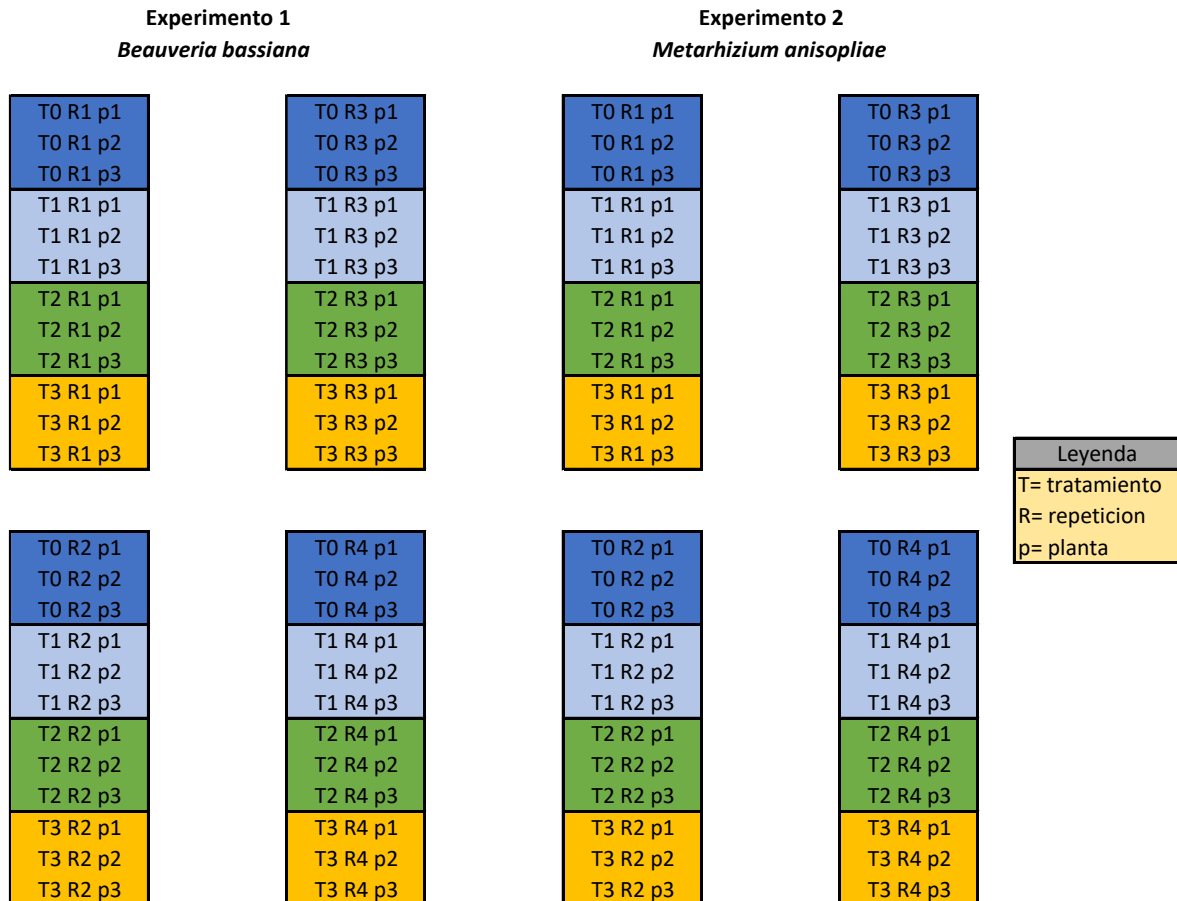 Experimento 1
Beauveria bassiana
Experimento 2
Metarhizium anisopliae
T0 R1 p1
T0 R1 p2
T0 R1 p3
T1 R1 p1
T1 R1 p2
T1 R1 p3
T2 R1 p1
T2 R1 p2
T2 R1 p3
T3 R1 p1
T3 R1 p2
T3 R1 p3
T0 R3 p1
T0 R3 p2
T0 R3 p3
T1 R3 p1
T1 R3 p2
T1 R3 p3
T2 R3 p1
T2 R3 p2
T2 R3 p3
T3 R3 p1
T3 R3 p2
T3 R3 p3
T0 R1 p1
T0 R1 p2
T0 R1 p3
T1 R1 p1
T1 R1 p2
T1 R1 p3
T2 R1 p1
T2 R1 p2
T2 R1 p3
T3 R1 p1
T3 R1 p2
T3 R1 p3
T0 R3 p1
T0 R3 p2
T0 R3 p3
T1 R3 p1
T1 R3 p2
T1 R3 p3
T2 R3 p1
T2 R3 p2
T2 R3 p3
T3 R3 p1
T3 R3 p2
T3 R3 p3
Leyenda
T= tratamiento
R= repeticion
p= planta
T0 R2 p1
T0 R2 p2
T0 R2 p3
T1 R2 p1
T1 R2 p2
T1 R2 p3
T2 R2 p1
T2 R2 p2
T2 R2 p3
T3 R2 p1
T3 R2 p2
T3 R2 p3
T0 R4 p1
T0 R4 p2
T0 R4 p3
T1 R4 p1
T1 R4 p2
T1 R4 p3
T2 R4 p1
T2 R4 p2
T2 R4 p3
T3 R4 p1
T3 R4 p2
T3 R4 p3
T0 R2 p1
T0 R2 p2
T0 R2 p3
T1 R2 p1
T1 R2 p2
T1 R2 p3
T2 R2 p1
T2 R2 p2
T2 R2 p3
T3 R2 p1
T3 R2 p2
T3 R2 p3
T0 R4 p1
T0 R4 p2
T0 R4 p3
T1 R4 p1
T1 R4 p2
T1 R4 p3
T2 R4 p1
T2 R4 p2
T2 R4 p3
T3 R4 p1
T3 R4 p2
T3 R4 p3